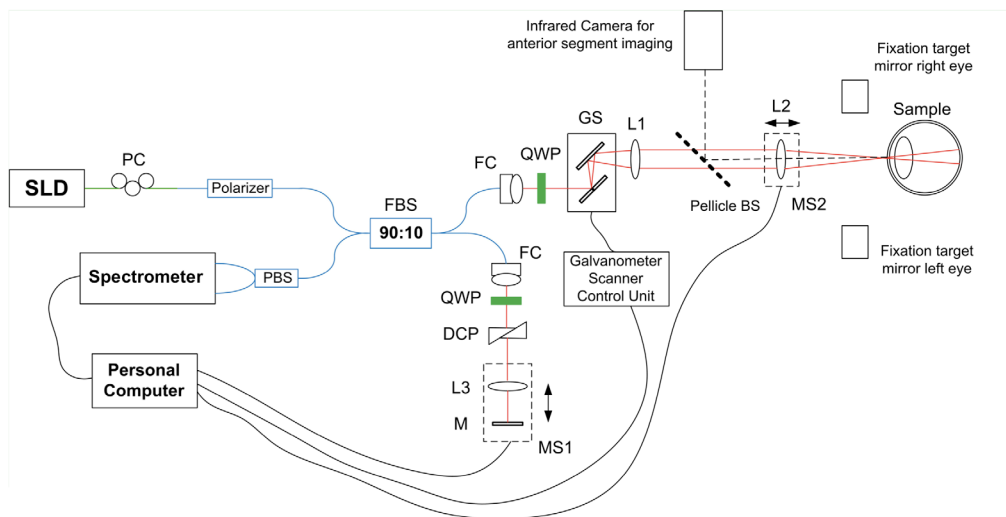 Infrared Camera for
anterior segment imaging
Fixation target
mirror right eye
Sample
L2
GS
L1
QWP
FC
PC
SLD
Polarizer
FBS
90:10
Pellicle BS
MS2
Fixation target
mirror left eye
FC
Galvanometer
Scanner
Control Unit
Spectrometer
PBS
QWP
DCP
Personal
Computer
L3
M
MS1